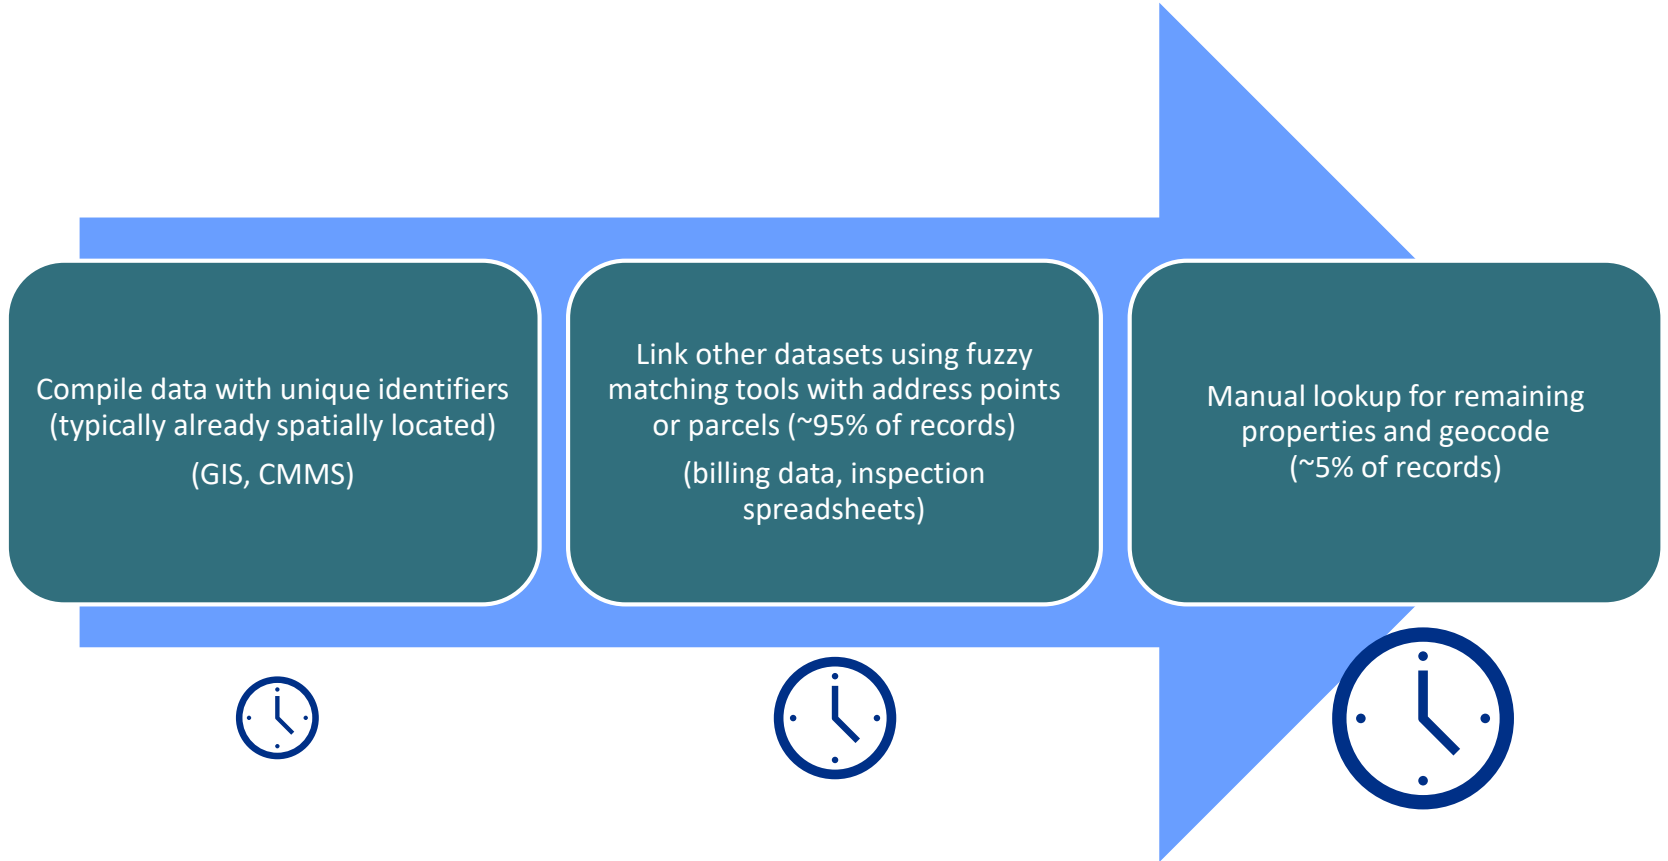 Compile data with unique identifiers
(typically already spatially located)
(GIS, CMMS)
Link other datasets using fuzzy
matching tools with address points
or parcels (~95% of records)
(billing data, inspection
spreadsheets)
Manual lookup for remaining
properties and geocode
(~5% of records)